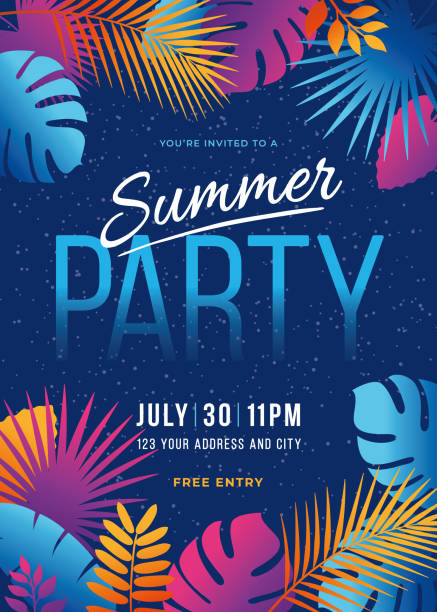 YOU'RE INVITED TO A
Summer
PARTY
JULY | 30 | 11PM
123 YOUR ADDRESS AND CITY
FREE ENTRY